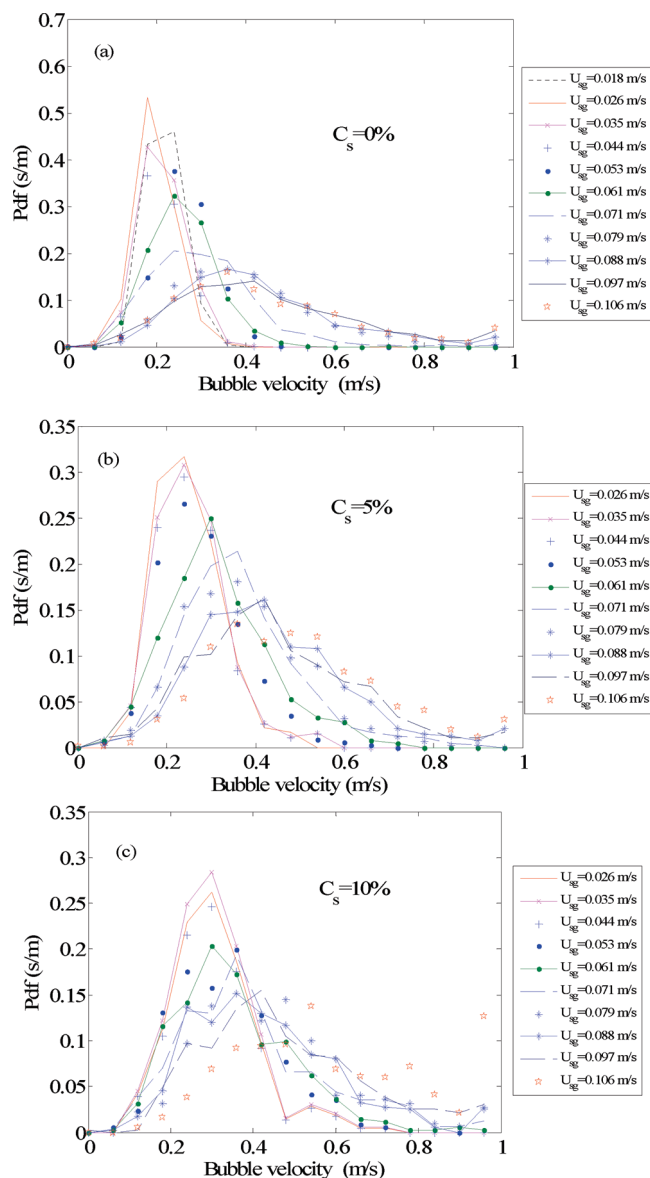 (a)
C_s=0%
Pdf (s/m)
0.7
0.6
0.5
0.4
0.3
0.2
0.1
0
0 0.2 0.4 0.6 0.8 1
Bubble velocity (m/s)
U_sg=0.018 m/s
U_sg=0.026 m/s
U_sg=0.035 m/s
U_sg=0.044 m/s
U_sg=0.053 m/s
U_sg=0.061 m/s
U_sg=0.071 m/s
U_sg=0.079 m/s
U_sg=0.088 m/s
U_sg=0.097 m/s
U_sg=0.106 m/s
(b)
C_s=5%
Pdf (s/m)
0.35
0.3
0.25
0.2
0.15
0.1
0.05
0
0 0.2 0.4 0.6 0.8 1
Bubble velocity (m/s)
U_sg=0.026 m/s
U_sg=0.035 m/s
U_sg=0.044 m/s
U_sg=0.053 m/s
U_sg=0.061 m/s
U_sg=0.071 m/s
U_sg=0.079 m/s
U_sg=0.088 m/s
U_sg=0.097 m/s
U_sg=0.106 m/s
(c)
C_s=10%
Pdf (s/m)
0.35
0.3
0.25
0.2
0.15
0.1
0.05
0
0 0.2 0.4 0.6 0.8 1
Bubble velocity (m/s)
U_sg=0.026 m/s
U_sg=0.035 m/s
U_sg=0.044 m/s
U_sg=0.053 m/s
U_sg=0.061 m/s
U_sg=0.071 m/s
U_sg=0.079 m/s
U_sg=0.088 m/s
U_sg=0.097 m/s
U_sg=0.106 m/s